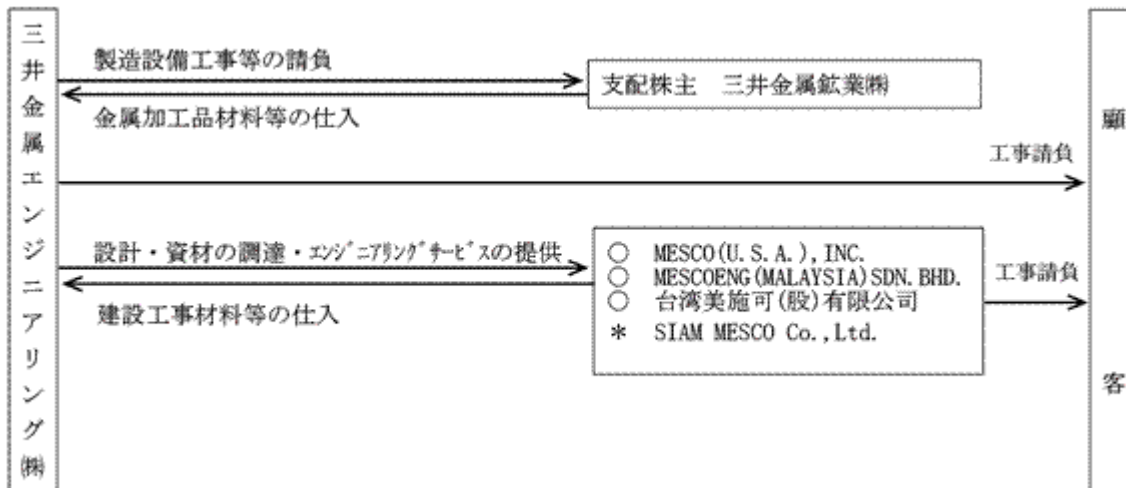 三井金属エンジニアリング㈱
製造設備工事等の請負
支配株主 三井金属鉱業㈱
金属加工品材料等の仕入
工事請負
設計・資材の調達・ｴﾝｼﾞﾆｱﾘﾝｸﾞｻｰﾋﾞｽの提供
建設工事材料等の仕入
○ MESCO(U.S.A.),INC.
○ MESCOENG(MALAYSIA)SDN.BHD.
○ 台湾美施可(股)有限公司
* SIAM MESCO Co.,Ltd.
工事請負
顧客